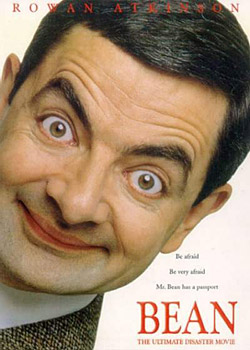 ROWAN ATKINSON
Be afraid
Be very afraid
Mr. Bean has a passport
BEAN
THE ULTIMATE DISASTER MOVIE